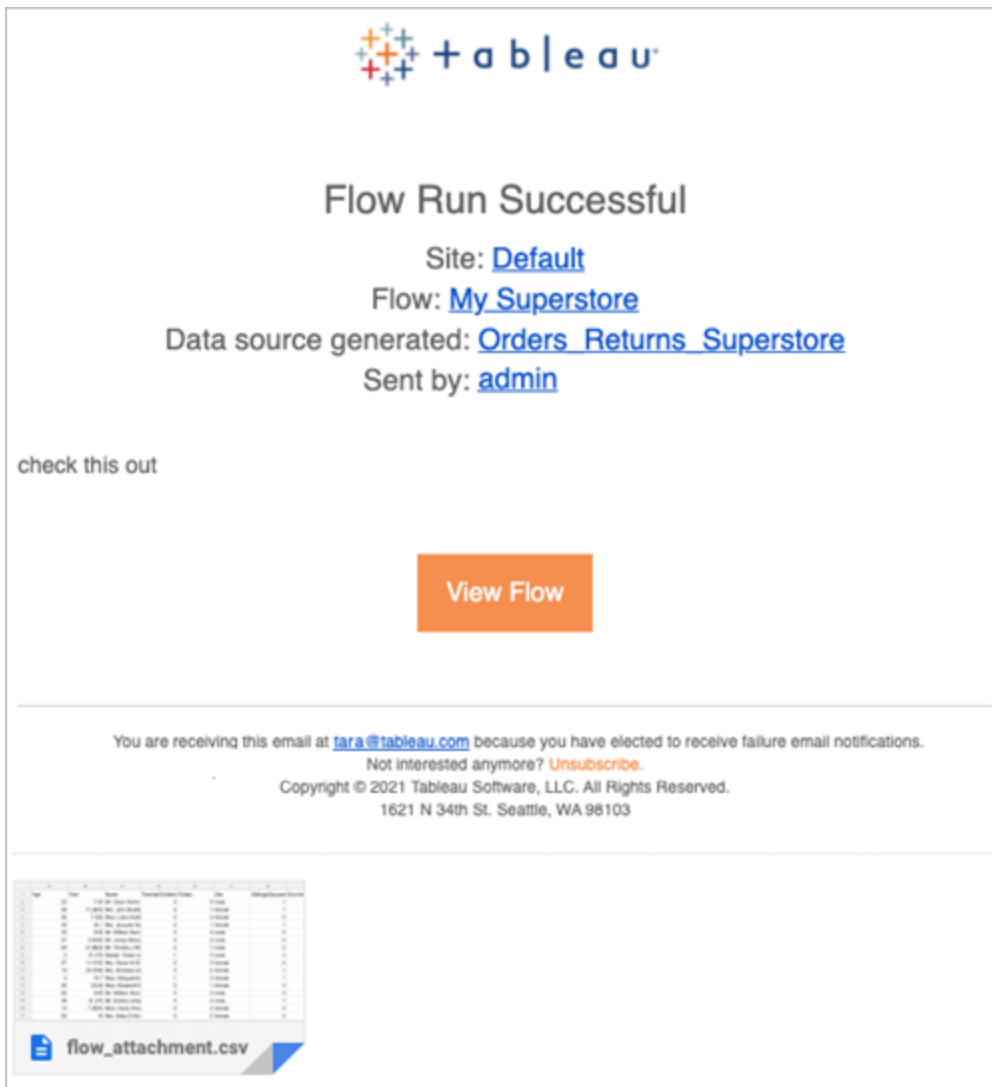 + a b | e a u
Flow Run Successful
Site: Default
Flow: My Superstore
Data source generated: Orders_Returns_Superstore
Sent by: admin
check this out
View Flow
You are receiving this email at tara@tableau.com because you have elected to receive failure email notifications.
Not interested anymore? Unsubscribe.
Copyright © 2021 Tableau Software, LLC. All Rights Reserved.
1621 N 34th St. Seattle, WA 98103
flow_attachment.csv